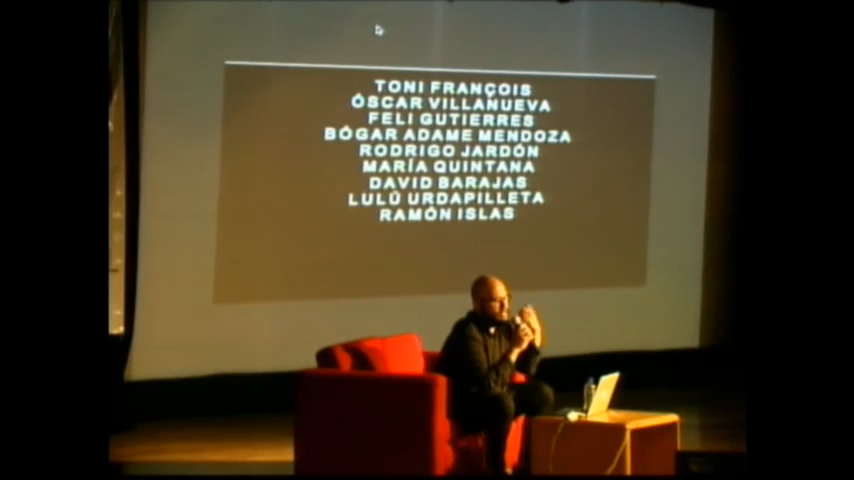 TONI FRANÇOIS
ÓSCAR VILLANUEVA
FELI GUTIERRES
BÓGAR ADAME MENDOZA
RODRIGO JARDÓN
MARÍA QUINTANA
DAVID BARAJAS
LULÚ URDAPILLETA
RAMÓN ISLAS